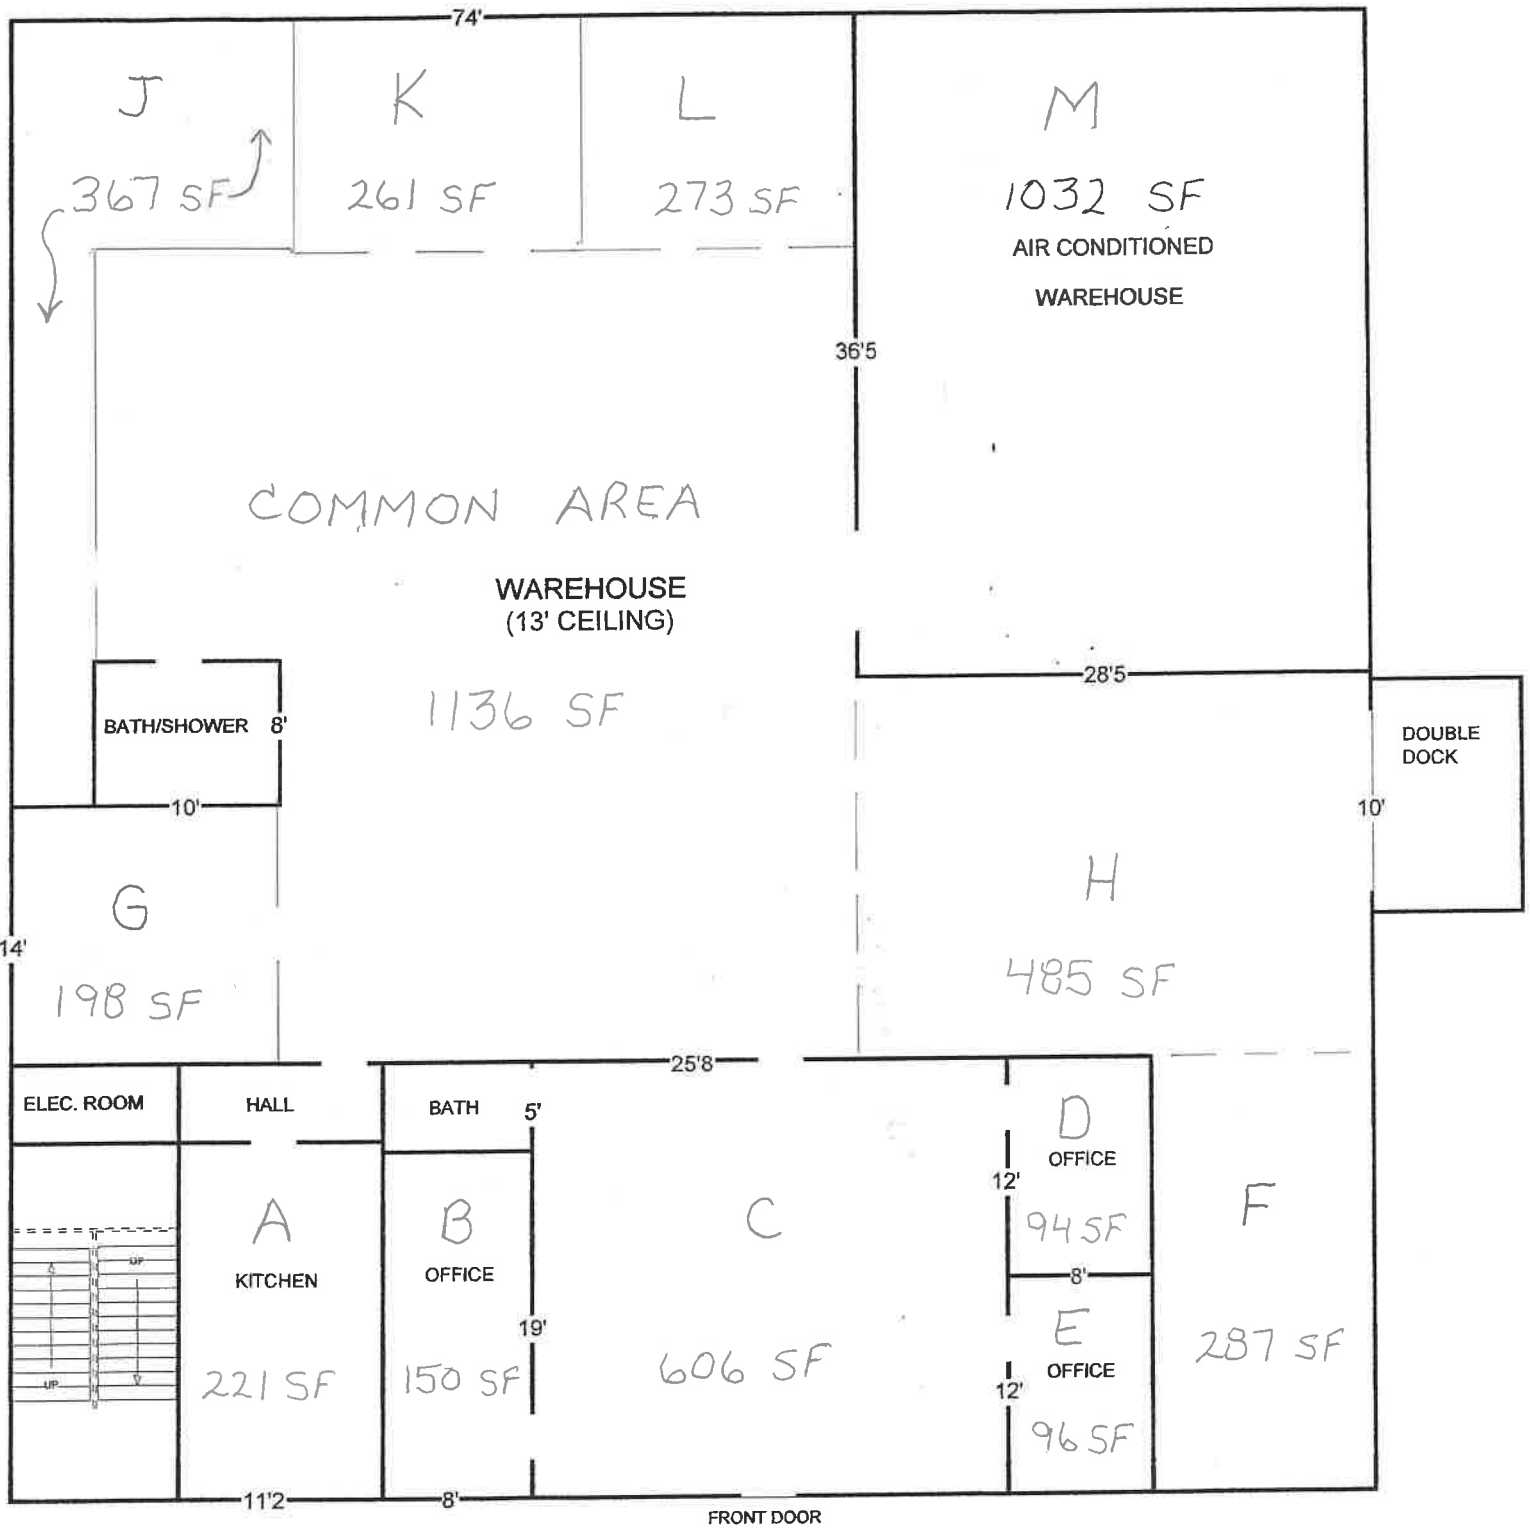 74'
J
K
L
M
367 SF
261 SF
273 SF
1032 SF
AIR CONDITIONED
WAREHOUSE
36'5
COMMON AREA
WAREHOUSE
(13' CEILING)
28'5
1136 SF
BATH/SHOWER
8'
DOUBLE
DOCK
10'
10'
G
H
14'
198 SF
485 SF
25'8
ELEC. ROOM
HALL
BATH
5'
D
OFFICE
12'
94 SF
A
KITCHEN
B
OFFICE
C
F
UP
8'
E
OFFICE
19'
287 SF
221 SF
150 SF
606 SF
UP
12'
96 SF
11'2
8'
FRONT DOOR